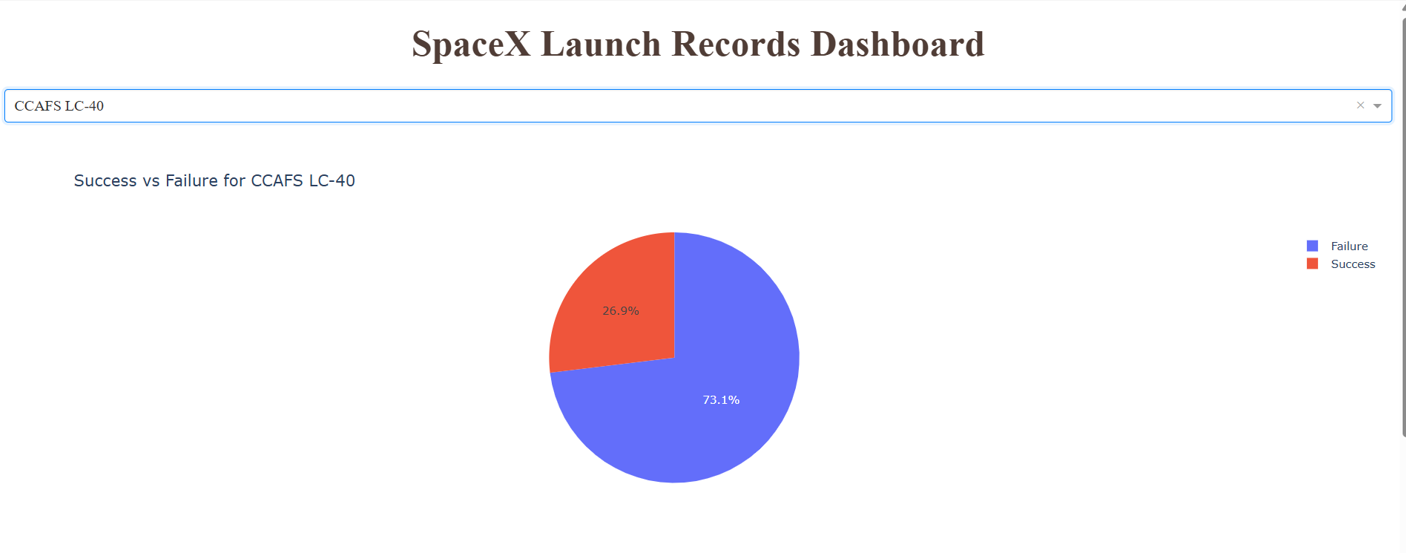 SpaceX Launch Records Dashboard
CCAFS LC-40
Success vs Failure for CCAFS LC-40
Failure
Success
26.9%
73.1%